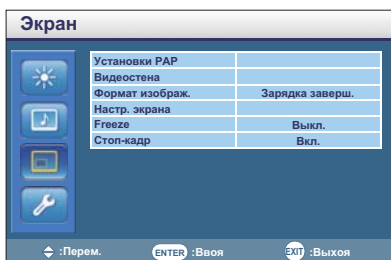 Экран
Установки PAP
Видеостена
Формат изображ. Зарядка заверш.
Настр. экрана
Freeze Выкл.
Стоп-кадр Вкл.
:Перем. ENTER :Ввоя EXIT :Выхоя